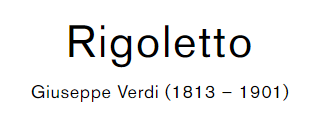 Rigoletto
Giuseppe Verdi (1813 – 1901)